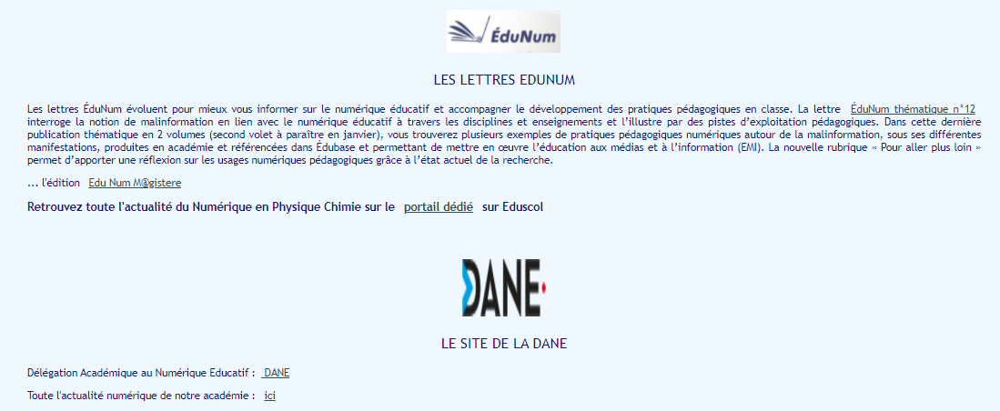 ÉduNum
LES LETTRES EDUNUM
Les lettres ÉduNum évoluent pour mieux vous informer sur le numérique éducatif et accompagner le développement des pratiques pédagogiques en classe. La lettre ÉduNum thématique n°12
interroge la notion de malinformation en lien avec le numérique éducatif à travers les disciplines et enseignements et l’illustre par des pistes d’exploitation pédagogiques. Dans cette dernière
publication thématique en 2 volumes (second volet à paraître en janvier), vous trouverez plusieurs exemples de pratiques pédagogiques numériques autour de la malinformation, sous ses différentes
manifestations, produites en académie et référencées dans Édubase et permettant de mettre en œuvre l’éducation aux médias et à l’information (EMI). La nouvelle rubrique « Pour aller plus loin »
permet d’apporter une réflexion sur les usages numériques pédagogiques grâce à l’état actuel de la recherche.
... l'édition Edu Num M@gistere
Retrouvez toute l'actualité du Numérique en Physique Chimie sur le portail dédié sur Eduscol
DANE
LE SITE DE LA DANE
Délégation Académique au Numérique Educatif : DANE
Toute l'actualité numérique de notre académie : ici